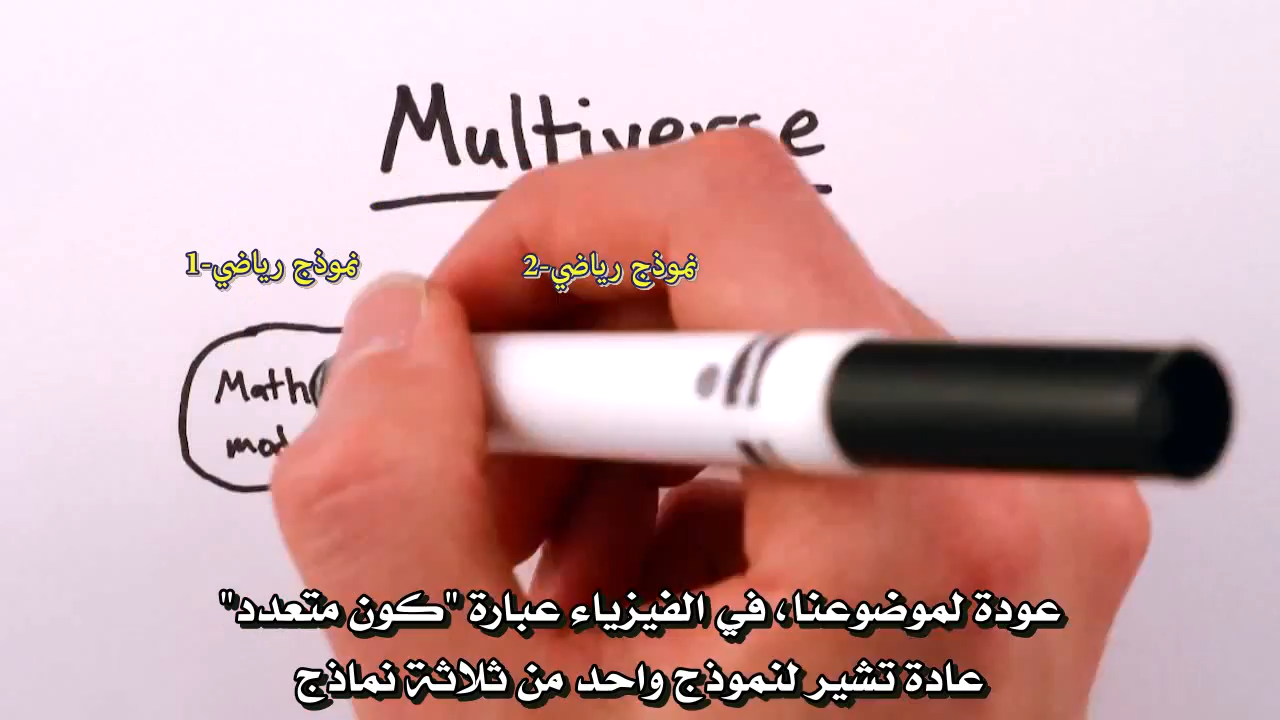 Multiverse
نموذج رياضي-1
نموذج رياضي-2
Math
عودة لموضوعنا، في الفيزياء عبارة "كون متعدد"
عادة تشير لنموذج واحد من ثلاثة نماذج